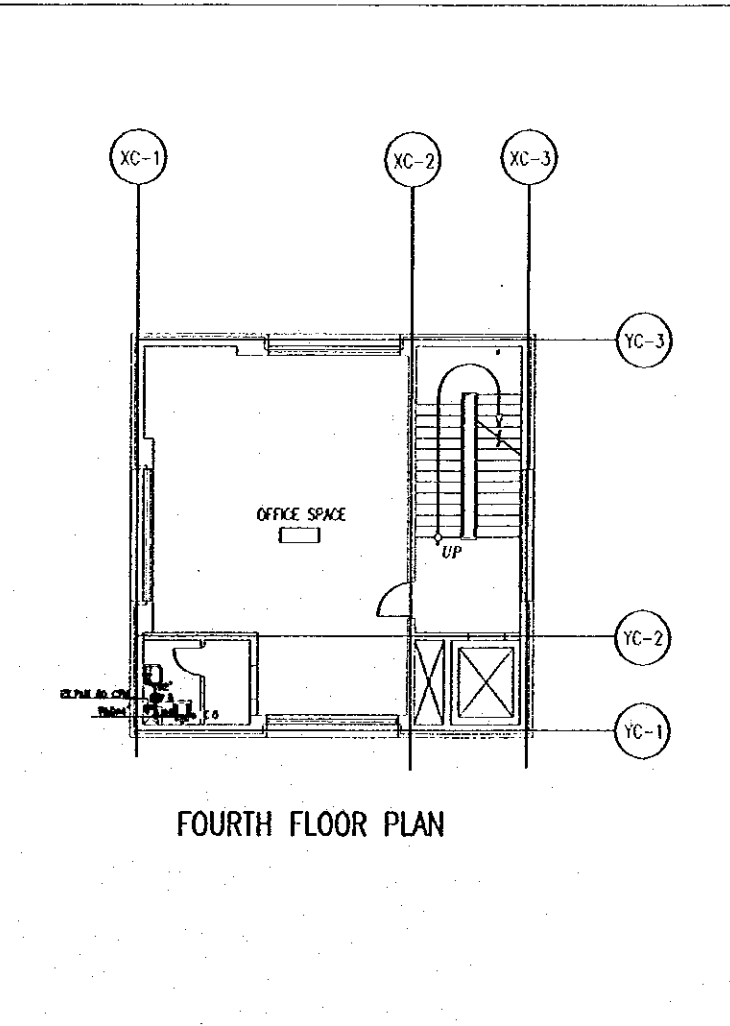 XC-1
XC-2
XC-3
YC-3
OFFICE SPACE
UP
YC-2
YC-1
FOURTH FLOOR PLAN